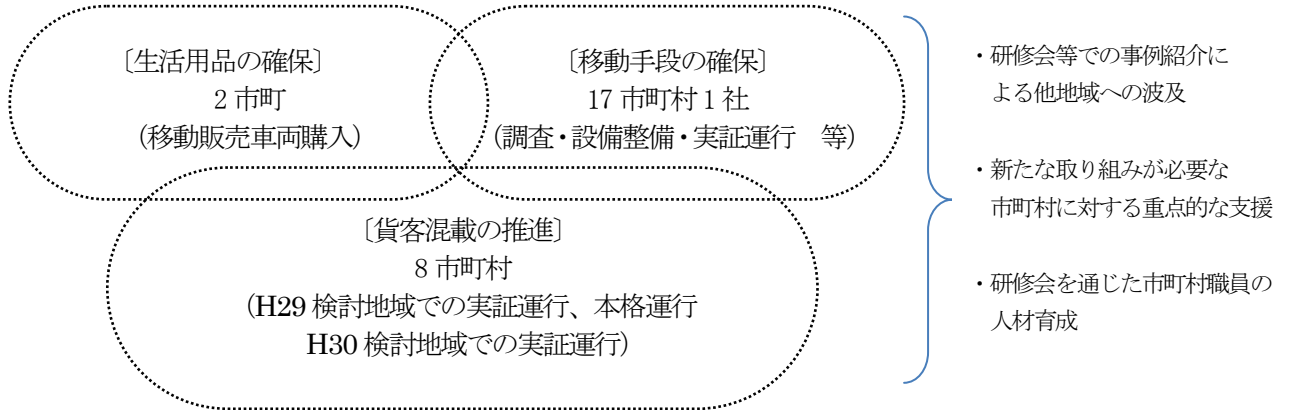 〔生活用品の確保〕
2 市町
（移動販売車両購入）
〔移動手段の確保〕
17 市町村 1 社
（調査・設備整備・実証運行　等）
〔貨客混載の推進〕
8 市町村
（H29 検討地域での実証運行、本格運行
H30 検討地域での実証運行）
・研修会等での事例紹介に
よる他地域への波及
・新たな取り組みが必要な
市町村に対する重点的な支援
・研修会を通じた市町村職員の
人材育成